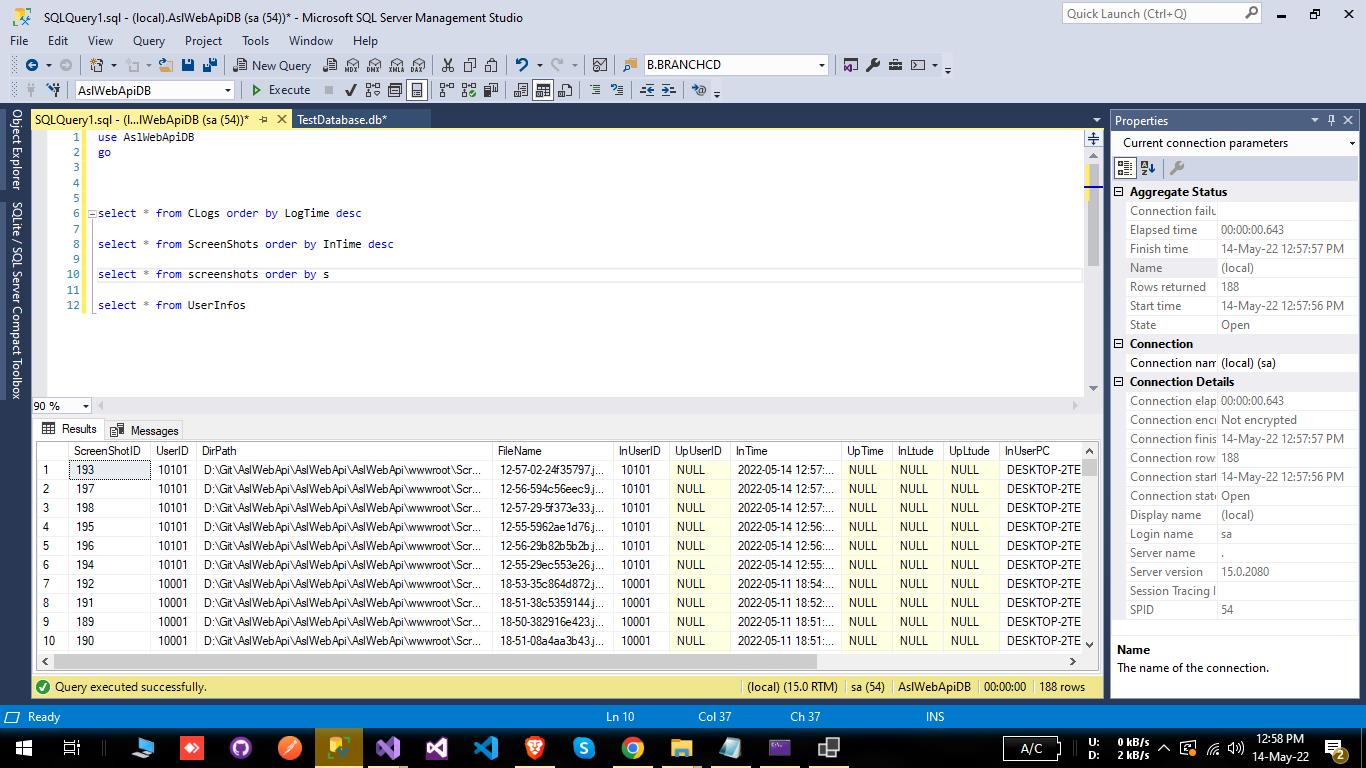 SQLQuery1.sql - (local).AslWebApiDB (sa (54))* - Microsoft SQL Server Management Studio
Quick Launch (Ctrl+Q)
File Edit View Query Project Tools Window Help
New Query MDX DMX XMLA DAX B.BRANCHCD
AslWebApiDB Execute
SQLQuery1.sql - (l...lWebApiDB (sa (54))* TestDatabase.db*
Object Explorer
SQLite / SQL Server Compact Toolbox
1 use AslWebApiDB
2 go
3
4
5
6 select * from CLogs order by LogTime desc
7
8 select * from ScreenShots order by InTime desc
9
10 select * from screenshots order by s
11
12 select * from UserInfos
90 %
Results Messages
ScreenShotID UserID DirPath FileName InUserID UpUserID InTime UpTime InLtude UpLtude InUserPC
1 193 10101 D:\Git\AslWebApi\AslWebApi\AslWebApi\wwwroot\Scr... 12-57-02-24f35797.j... 10101 NULL 2022-05-14 12:57:... NULL NULL NULL DESKTOP-2TE
2 197 10101 D:\Git\AslWebApi\AslWebApi\AslWebApi\wwwroot\Scr... 12-56-594c56eec9.j... 10101 NULL 2022-05-14 12:57:... NULL NULL NULL DESKTOP-2TE
3 198 10101 D:\Git\AslWebApi\AslWebApi\AslWebApi\wwwroot\Scr... 12-57-29-5f373e33.j... 10101 NULL 2022-05-14 12:57:... NULL NULL NULL DESKTOP-2TE
4 195 10101 D:\Git\AslWebApi\AslWebApi\AslWebApi\wwwroot\Scr... 12-55-5962ae1d76.j... 10101 NULL 2022-05-14 12:56:... NULL NULL NULL DESKTOP-2TE
5 196 10101 D:\Git\AslWebApi\AslWebApi\AslWebApi\wwwroot\Scr... 12-56-29b82b5b2b.j... 10101 NULL 2022-05-14 12:56:... NULL NULL NULL DESKTOP-2TE
6 194 10101 D:\Git\AslWebApi\AslWebApi\AslWebApi\wwwroot\Scr... 12-55-29ec553e26.j... 10101 NULL 2022-05-14 12:55:... NULL NULL NULL DESKTOP-2TE
7 192 10001 D:\Git\AslWebApi\AslWebApi\AslWebApi\wwwroot\Scr... 18-53-35c864d872.j... 10001 NULL 2022-05-11 18:54:... NULL NULL NULL DESKTOP-2TE
8 191 10001 D:\Git\AslWebApi\AslWebApi\AslWebApi\wwwroot\Scr... 18-51-38c5359144.j... 10001 NULL 2022-05-11 18:52:... NULL NULL NULL DESKTOP-2TE
9 189 10001 D:\Git\AslWebApi\AslWebApi\AslWebApi\wwwroot\Scr... 18-50-382916e423.j... 10001 NULL 2022-05-11 18:51:... NULL NULL NULL DESKTOP-2TE
10 190 10001 D:\Git\AslWebApi\AslWebApi\AslWebApi\wwwroot\Scr... 18-51-08a4aa3b43.j... 10001 NULL 2022-05-11 18:51:... NULL NULL NULL DESKTOP-2TE
Query executed successfully. (local) (15.0 RTM) sa (54) AslWebApiDB 00:00:00 188 rows
Properties
Current connection parameters
Aggregate Status
Connection failu
Elapsed time 00:00:00.643
Finish time 14-May-22 12:57:57 PM
Name (local)
Rows returned 188
Start time 14-May-22 12:57:56 PM
State Open
Connection
Connection nam (local) (sa)
Connection Details
Connection elap 00:00:00.643
Connection encr Not encrypted
Connection finis 14-May-22 12:57:57 PM
Connection row 188
Connection start 14-May-22 12:57:56 PM
Connection state Open
Display name (local)
Login name sa
Server name .
Server version 15.0.2080
Session Tracing I
SPID 54
Name
The name of the connection.
Ready Ln 10 Col 37 Ch 37 INS
A/C U: 0 kB/s 12:58 PM
D: 2 kB/s 14-May-22 2